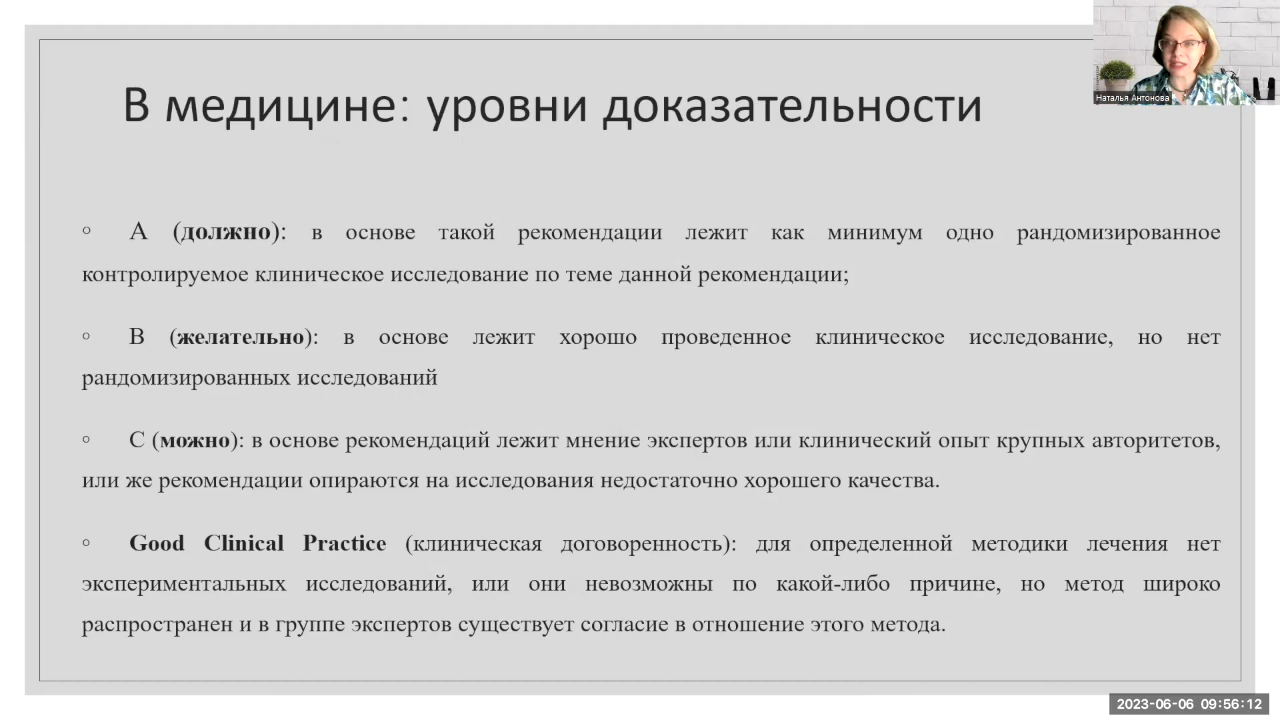 В медицине: уровни доказательности
Наталья Антонова
◦ А (должно): в основе такой рекомендации лежит как минимум одно рандомизированное
контролируемое клиническое исследование по теме данной рекомендации;
◦ В (желательно): в основе лежит хорошо проведенное клиническое исследование, но нет
рандомизированных исследований
◦ С (можно): в основе рекомендаций лежит мнение экспертов или клинический опыт крупных авторитетов,
или же рекомендации опираются на исследования недостаточно хорошего качества.
◦ Good Clinical Practice (клиническая договоренность): для определенной методики лечения нет
экспериментальных исследований, или они невозможны по какой-либо причине, но метод широко
распространен и в группе экспертов существует согласие в отношение этого метода.
2023-06-06 09:56:12